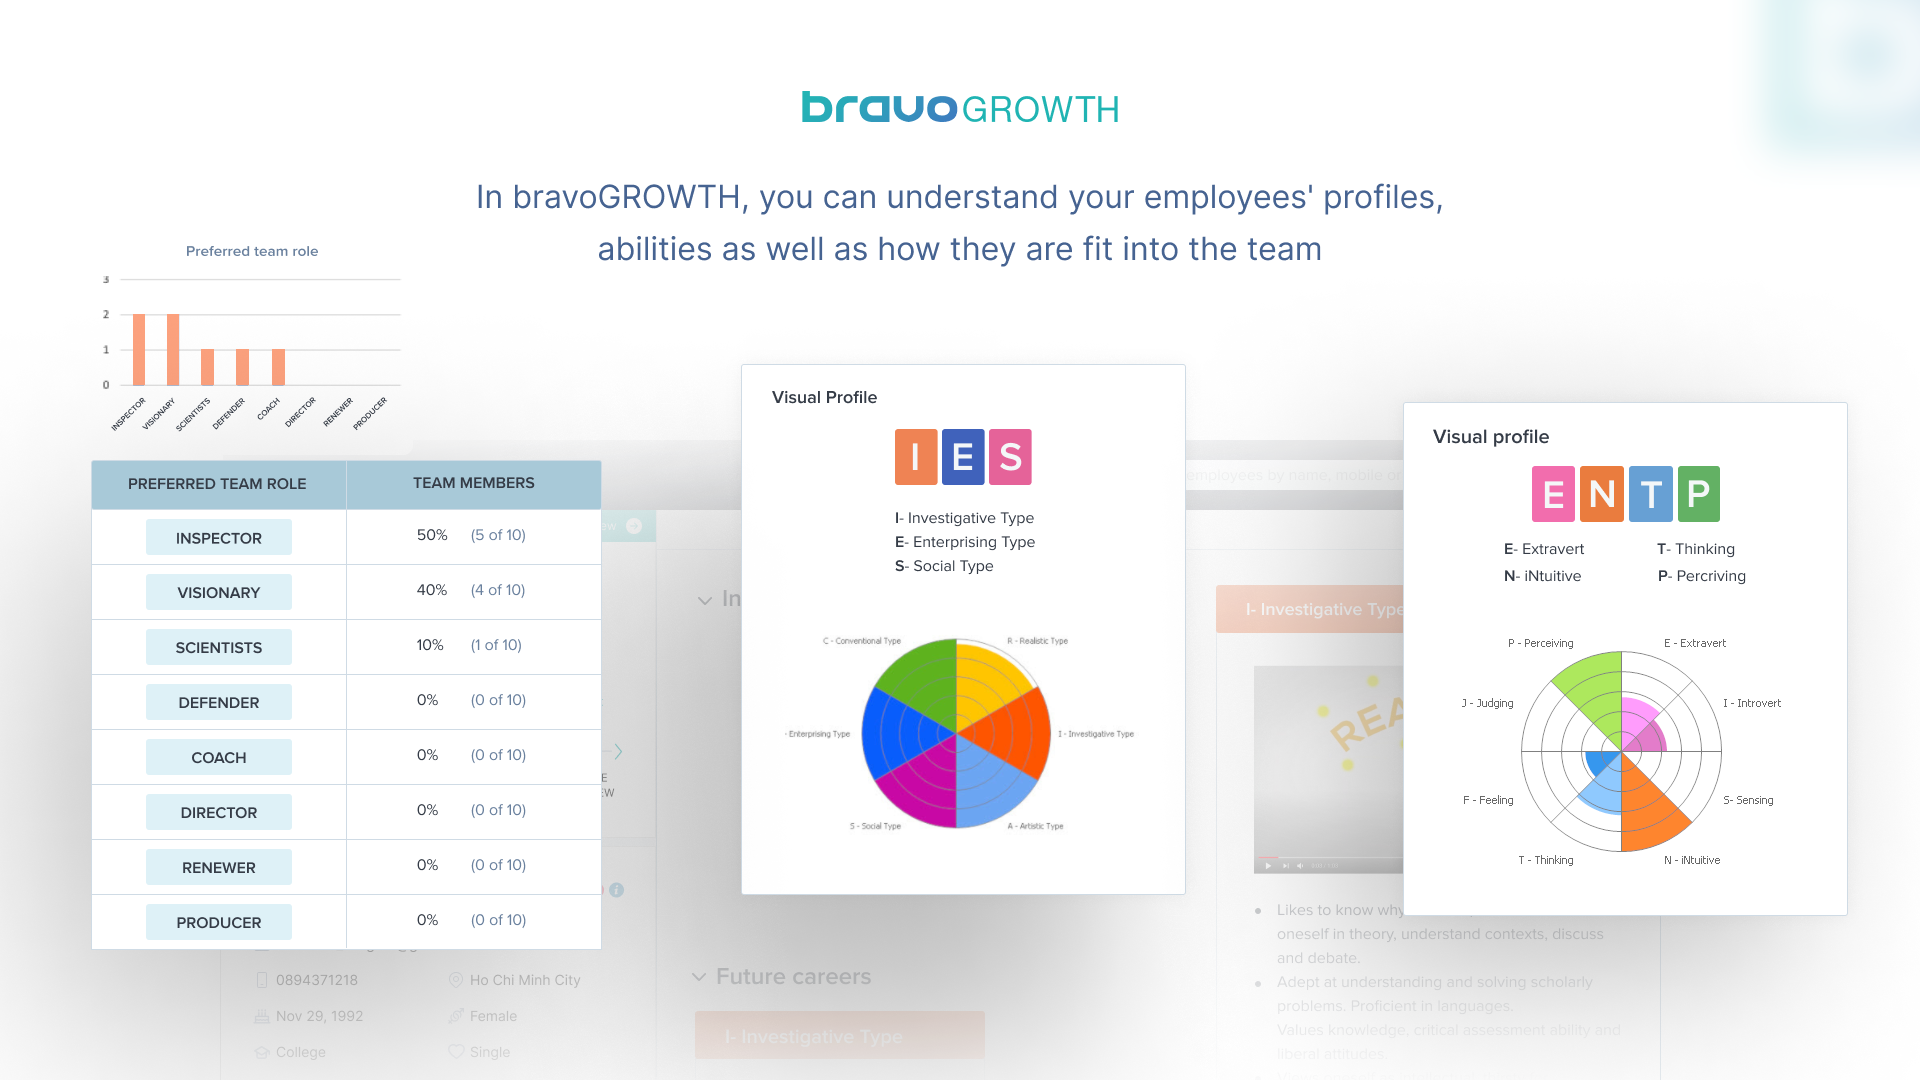 bravoGROWTH
In bravoGROWTH, you can understand your employees' profiles,
abilities as well as how they are fit into the team
Preferred team role
3
2
1
0
INSPECTOR
VISIONARY
SCIENTISTS
DEFENDER
COACH
DIRECTOR
RENEWER
PRODUCER
PREFERRED TEAM ROLE TEAM MEMBERS
INSPECTOR 50% (5 of 10)
VISIONARY 40% (4 of 10)
SCIENTISTS 10% (1 of 10)
DEFENDER 0% (0 of 10)
COACH 0% (0 of 10)
DIRECTOR 0% (0 of 10)
RENEWER 0% (0 of 10)
PRODUCER 0% (0 of 10)
0894371218 Ho Chi Minh City
Nov 29, 1992 Female
College Single
Visual Profile
I E S
I- Investigative Type
E- Enterprising Type
S- Social Type
C - Conventional Type
R - Realistic Type
- Enterprising Type
I - Investigative Type
S - Social Type
A - Artistic Type
In
Future careers
I- Investigative Type
employees by name, mobile or
I- Investigative Type
REA
Likes to know why
oneself in theory, understand contexts, discuss
and debate.
Adept at understanding and solving scholarly
problems. Proficient in languages.
Values knowledge, critical assessment ability and
liberal attitudes.
Visual profile
E N T P
E- Extravert T- Thinking
N- iNtuitive P- Percriving
P - Perceiving
E - Extravert
J - Judging
I - Introvert
F - Feeling
S- Sensing
T - Thinking
N - iNtuitive